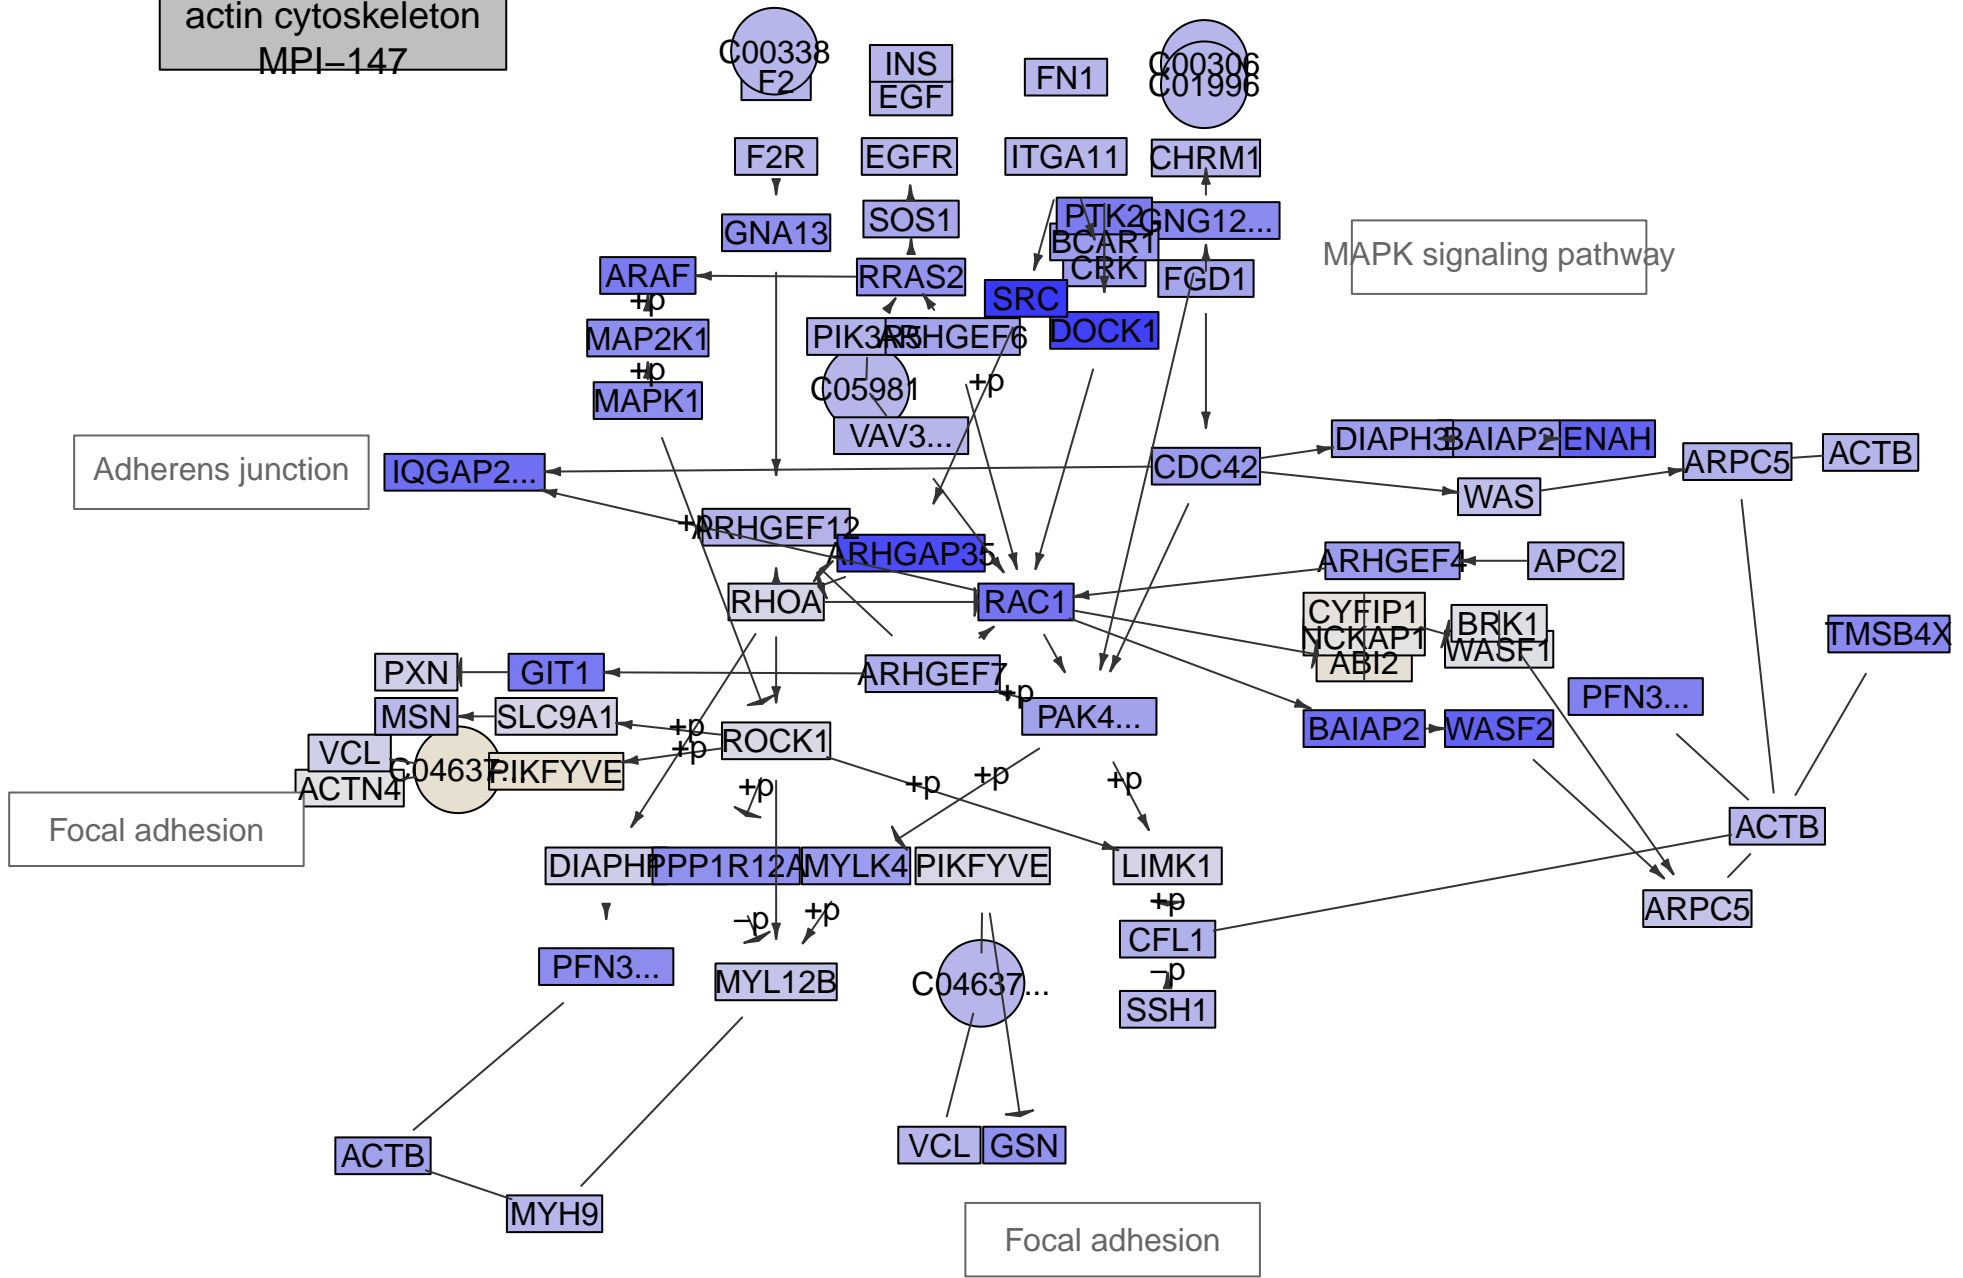 actin cytoskeleton
MPI−147
C00338
F2
INS
EGF
FN1
C00306
C01996
F2R
EGFR
ITGA11
CHRM1
GNA13
SOS1
PTK2
GNG12...
BCAR1
CRK
FGD1
MAPK signaling pathway
ARAF
RRAS2
SRC
DOCK1
+p
MAP2K1
ARHGEF6
+p
MAPK1
C05981
+p
VAV3...
Adherens junction
IQGAP2...
CDC42
DIAPH3
BAIAP2
ENAH
ARPC5
ACTB
WAS
+p
ARHGEF12
ARHGAP35
ARHGEF4
APC2
RHOA
RAC1
CYFIP1
NCKAP1
ABI2
BRK1
WASF1
TMSB4X
PXN
GIT1
ARHGEF7
+p
PAK4...
PFN3...
MSN
SLC9A1
+p
ROCK1
+p
BAIAP2
WASF2
VCL
ACTN4
C04637...
PIKFYVE
+p
+p
+p
+p
Focal adhesion
ACTB
PPP1R12A
MYLK4
PIKFYVE
LIMK1
+p
−p
+p
ARPC5
CFL1
−p
PFN3...
MYL12B
C04637...
SSH1
ACTB
VCL
GSN
MYH9
Focal adhesion